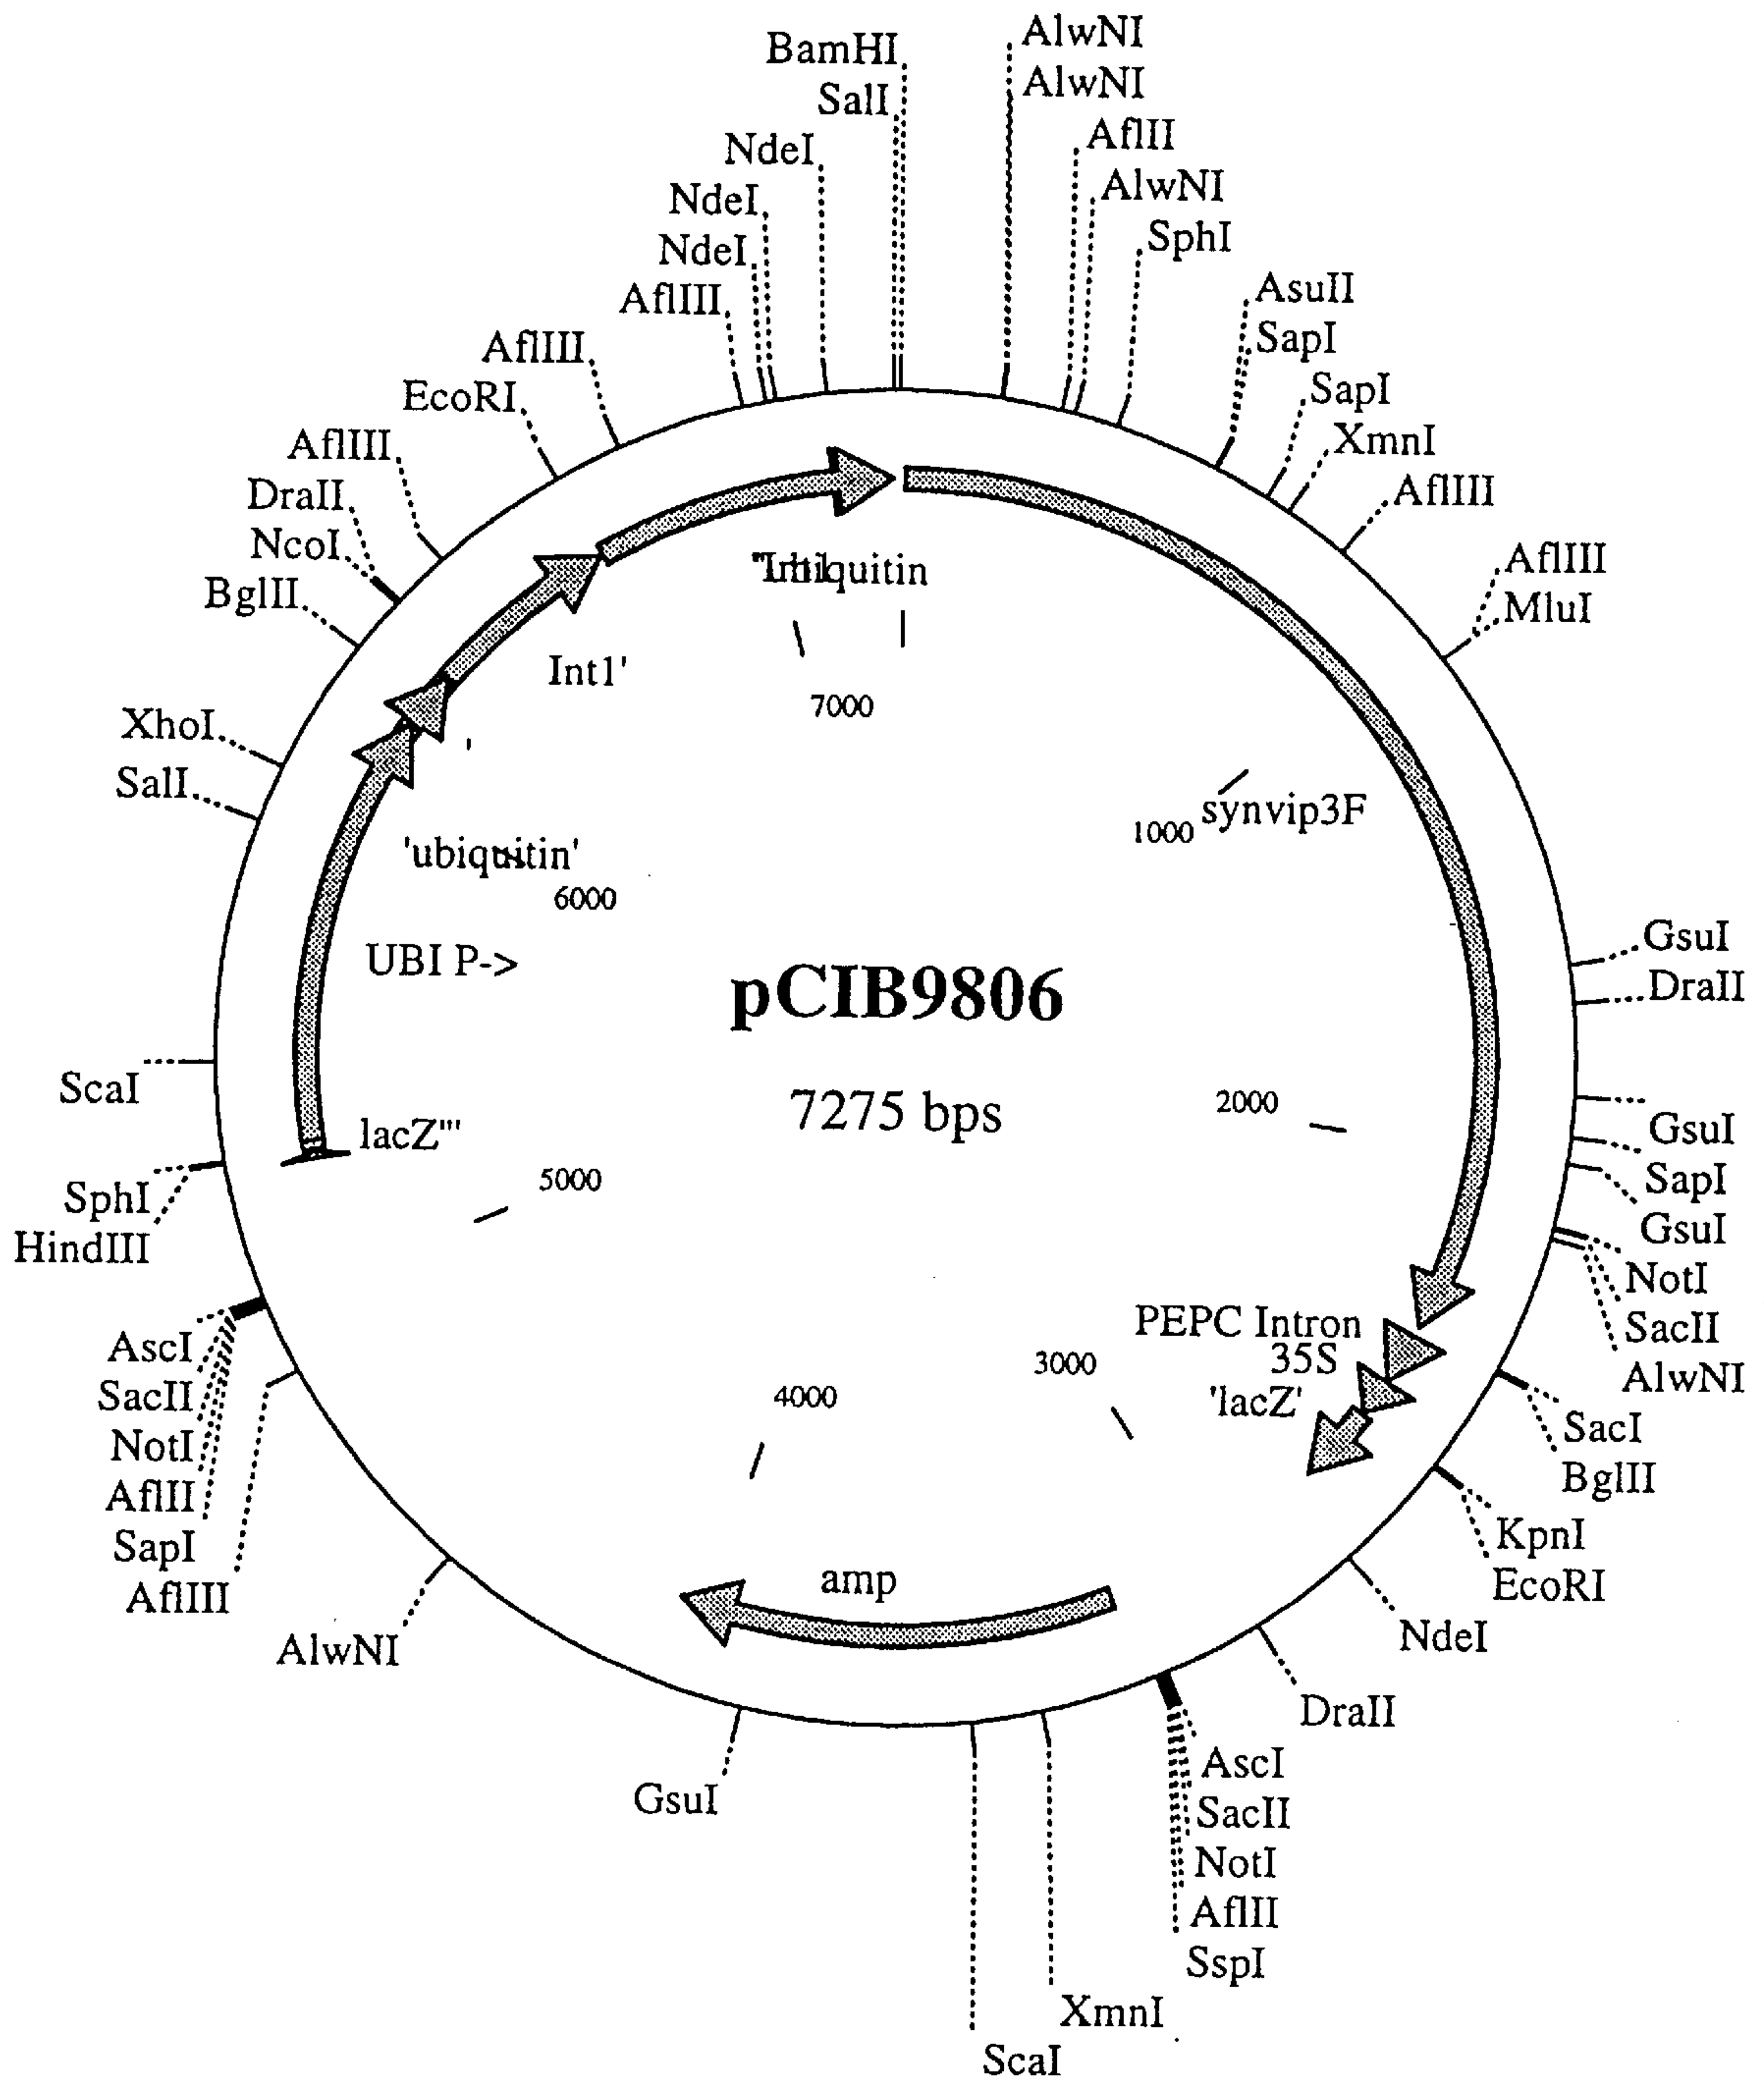 BamHI
SalI
NdeI
NdeI
NdeI
AflIII
AflIII
EcoRI
AflIII
DraII
NcoI
BglII
XhoI
SalI
ScaI
SphI
HindIII
AscI
SacII
NotI
AflII
SapI
AflIII
AlwNI
GsuI
ScaI
XmnI
SspI
AflII
NotI
SacII
AscI
DraII
NdeI
EcoRI
KpnI
BglII
SacI
AlwNI
SacII
NotI
GsuI
SapI
GsuI
DraII
GsuI
MluI
AflIII
AflIII
XmnI
SapI
SapI
AsuII
SphI
AlwNI
AflII
AlwNI
AlwNI
Int1'
'
'ubiquitin'
UBI P->
lacZ'''
7000
6000
5000
4000
3000
2000
1000
synvip3F
pCIB9806
7275 bps
PEPC Intron
35S
'lacZ'
amp